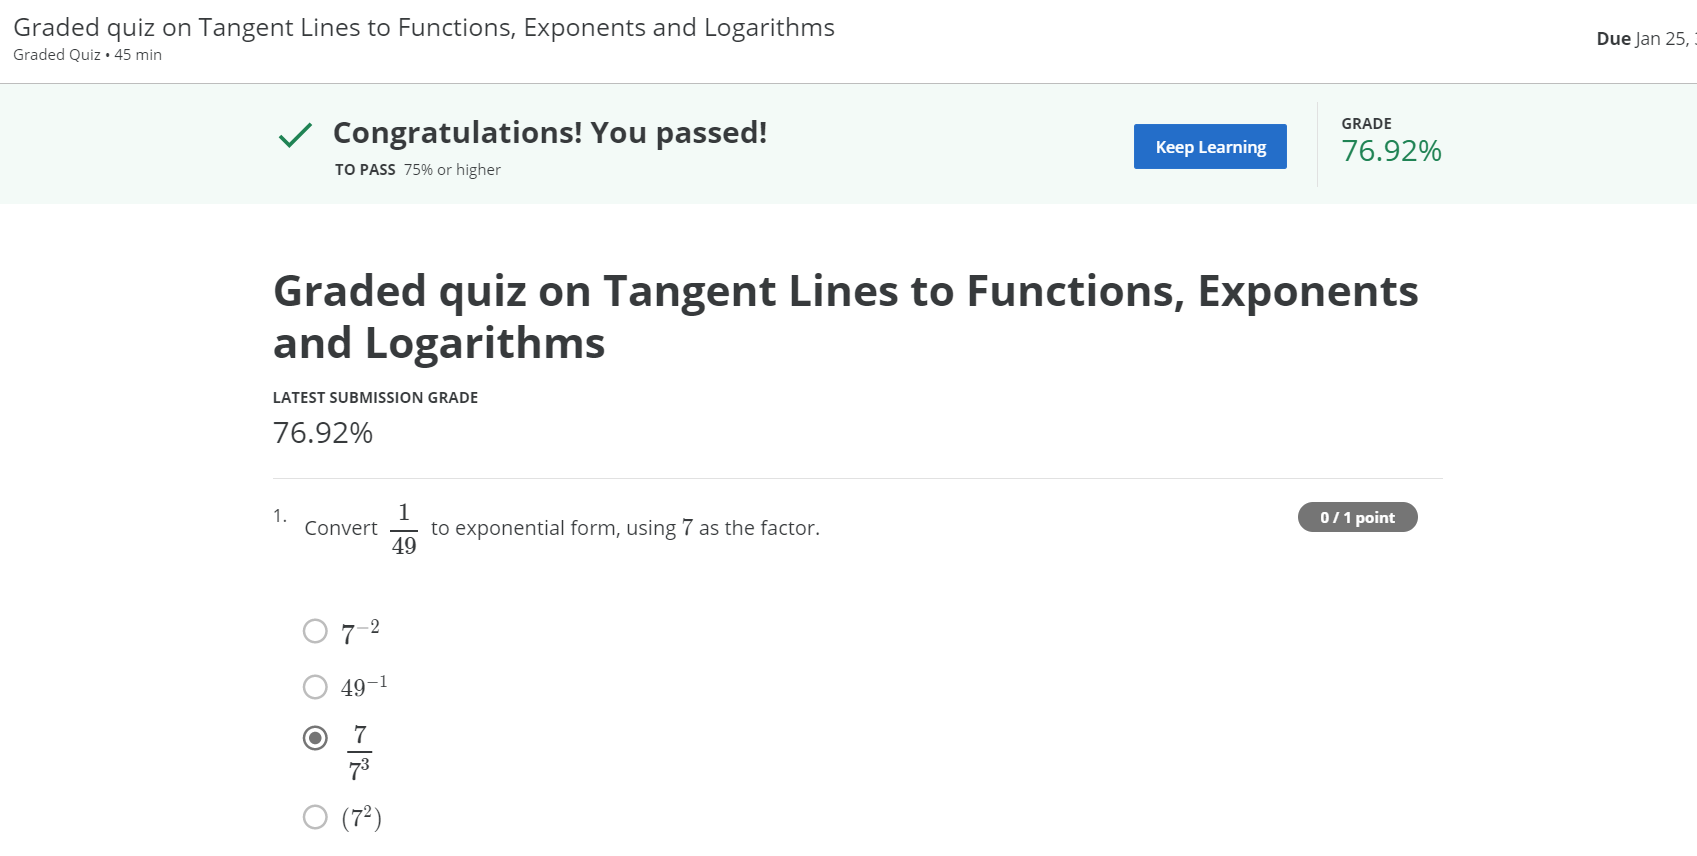 Graded quiz on Tangent Lines to Functions, Exponents and Logarithms
Graded Quiz • 45 min
Due Jan 25,
Congratulations! You passed!
TO PASS 75% or higher
Keep Learning
GRADE
76.92%
Graded quiz on Tangent Lines to Functions, Exponents
and Logarithms
LATEST SUBMISSION GRADE
76.92%
1. Convert \frac{1}{49} to exponential form, using 7 as the factor.
0 / 1 point
7^{-2}
49^{-1}
\frac{7}{7^3}
(7^2)